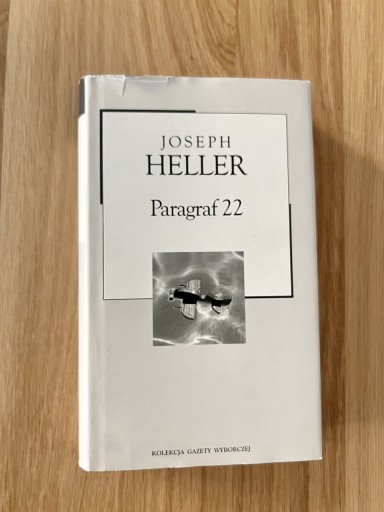 JOSEPH
HELLER
Paragraf 22
KOLEKCJA GAZETY WYBORCZEJ